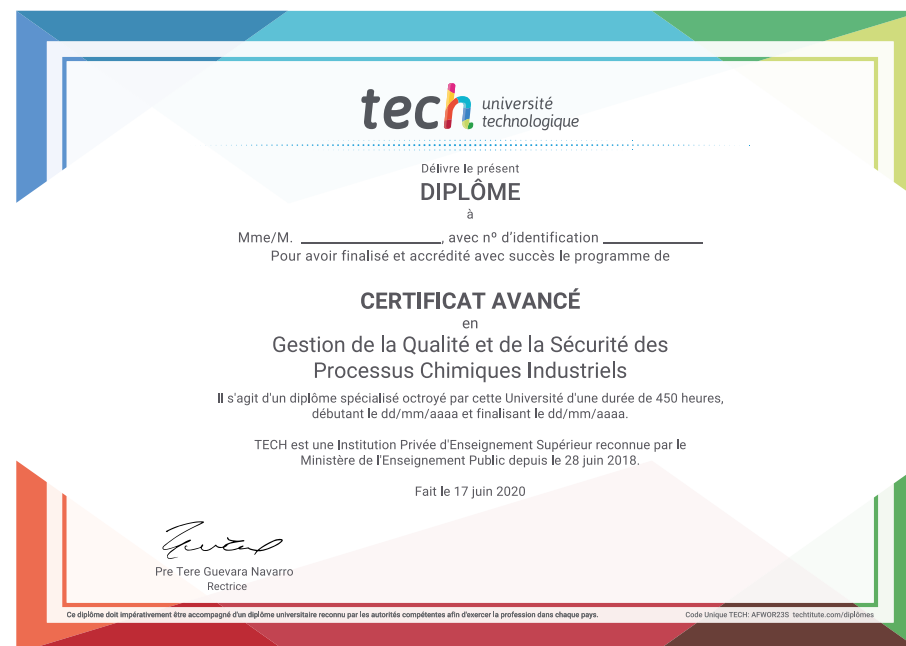 tech université
technologique
Délivre le présent
DIPLÔME
à
Mme/M. ____________________, avec nº d'identification ______________
Pour avoir finalisé et accrédité avec succès le programme de
CERTIFICAT AVANCÉ
en
Gestion de la Qualité et de la Sécurité des
Processus Chimiques Industriels
Il s'agit d'un diplôme spécialisé octroyé par cette Université d'une durée de 450 heures,
débutant le dd/mm/aaaa et finalisant le dd/mm/aaaa.
TECH est une Institution Privée d'Enseignement Supérieur reconnue par le
Ministère de l'Enseignement Public depuis le 28 juin 2018.
Fait le 17 juin 2020
Pre Tere Guevara Navarro
Rectrice
Ce diplôme doit impérativement être accompagné d'un diplôme universitaire reconnu par les autorités compétentes afin d'exercer la profession dans chaque pays.
Code Unique TECH: AFWOR23S techtitute.com/diplômes